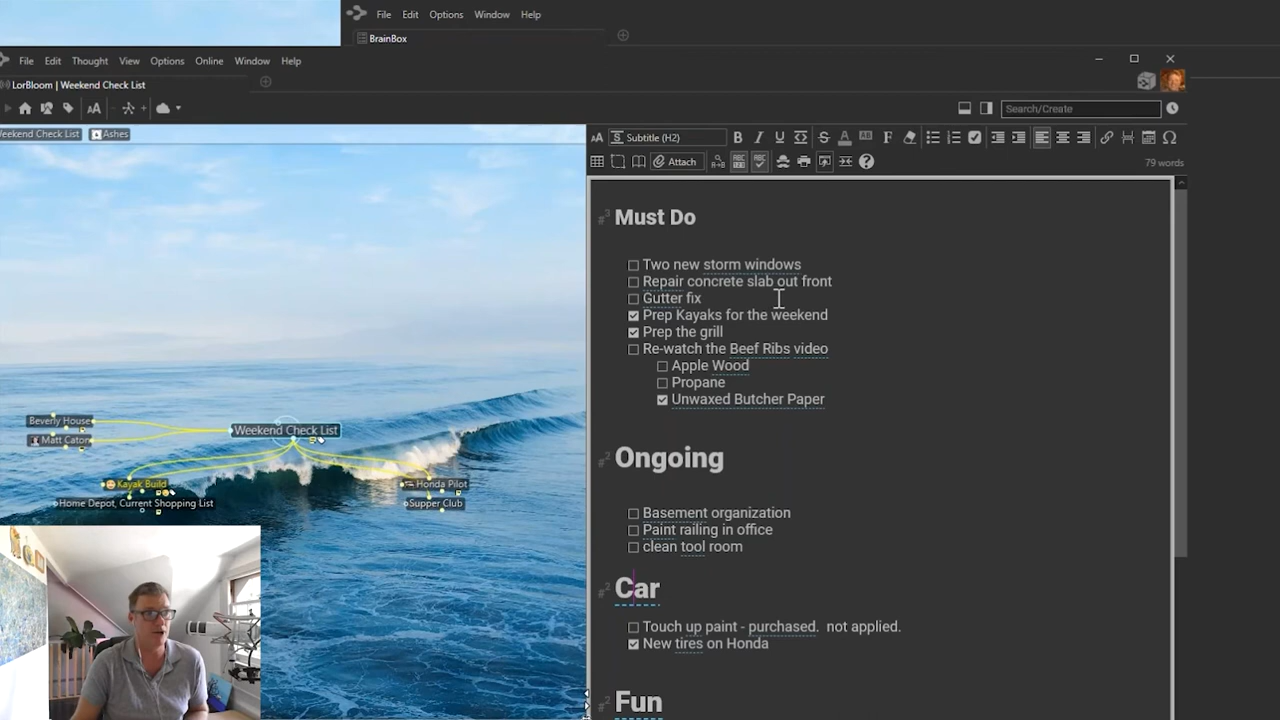 File Edit Options Window Help
BrainBox
File Edit Thought View Options Online Window Help
LorBloom | Weekend Check List
Search/Create
Weekend Check List Ashes
Subtitle (H2)
Attach
79 words
Must Do
Two new storm windows
Repair concrete slab out front
Gutter fix
Prep Kayaks for the weekend
Prep the grill
Re-watch the Beef Ribs video
Apple Wood
Propane
Unwaxed Butcher Paper
Beverly House
Matt Caton
Weekend Check List
Kayak Build
Honda Pilot
Home Depot, Current Shopping List
Supper Club
Ongoing
Basement organization
Paint railing in office
clean tool room
Car
Touch up paint - purchased.  not applied.
New tires on Honda
Fun